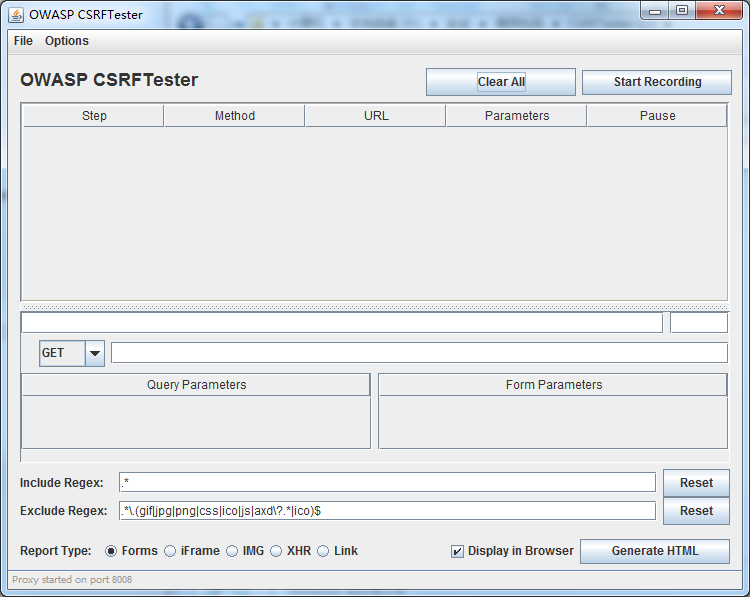 OWASP CSRFTester
File Options
OWASP CSRFTester Clear All Start Recording
Step Method URL Parameters Pause
GET
Query Parameters Form Parameters
Include Regex: .* Reset
Exclude Regex: .*\.(gif|jpg|png|css|ico|js|axd\?.*|ico)$ Reset
Report Type: Forms iFrame IMG XHR Link Display in Browser Generate HTML
Proxy started on port 8008